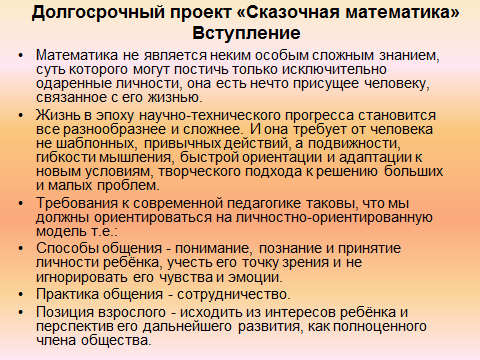 Долгосрочный проект «Сказочная математика»
Вступление
• Математика не является неким особым сложным знанием,
суть которого могут постичь только исключительно
одаренные личности, она есть нечто присущее человеку,
связанное с его жизнью.
• Жизнь в эпоху научно-технического прогресса становится
все разнообразнее и сложнее. И она требует от человека
не шаблонных, привычных действий, а подвижности,
гибкости мышления, быстрой ориентации и адаптации к
новым условиям, творческого подхода к решению больших
и малых проблем.
• Требования к современной педагогике таковы, что мы
должны ориентироваться на личностно-ориентированную
модель т.е.:
• Способы общения - понимание, познание и принятие
личности ребёнка, учесть его точку зрения и не
игнорировать его чувства и эмоции.
• Практика общения - сотрудничество.
• Позиция взрослого - исходить из интересов ребёнка и
перспектив его дальнейшего развития, как полноценного
члена общества.